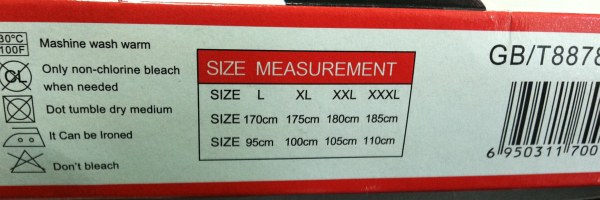 30°C
100F
Mashine wash warm
CL
Only non-chlorine bleach
when needed
Dot tumble dry medium
It Can be Ironed
Don't bleach
SIZE MEASUREMENT
SIZE L XL XXL XXXL
SIZE 170cm 175cm 180cm 185cm
SIZE 95cm 100cm 105cm 110cm
GB/T8878
6 950311 700